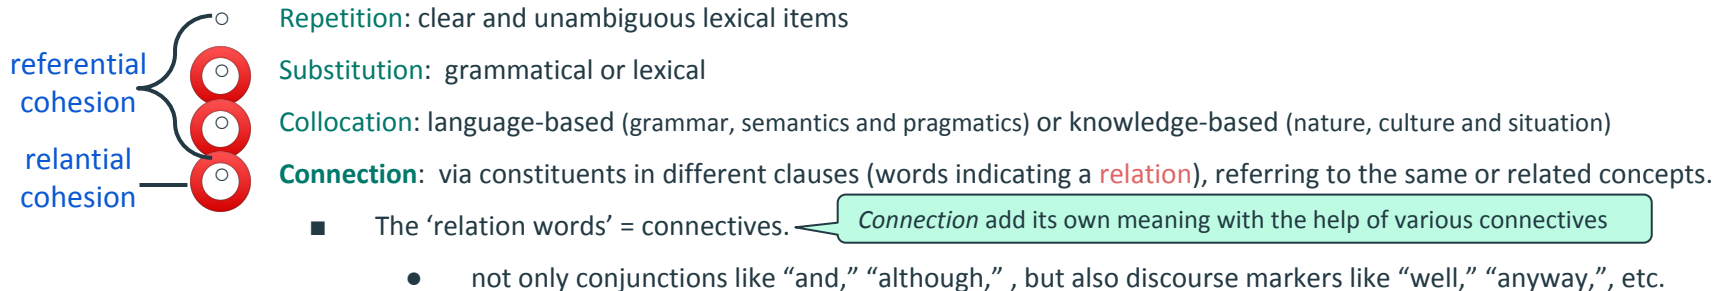 Repetition: clear and unambiguous lexical items
referential
cohesion
Substitution: grammatical or lexical
Collocation: language-based (grammar, semantics and pragmatics) or knowledge-based (nature, culture and situation)
relantial
cohesion
Connection: via constituents in different clauses (words indicating a relation), referring to the same or related concepts.
■ The ‘relation words’ = connectives.
Connection add its own meaning with the help of various connectives
● not only conjunctions like “and,” “although,” , but also discourse markers like “well,” “anyway,”, etc.